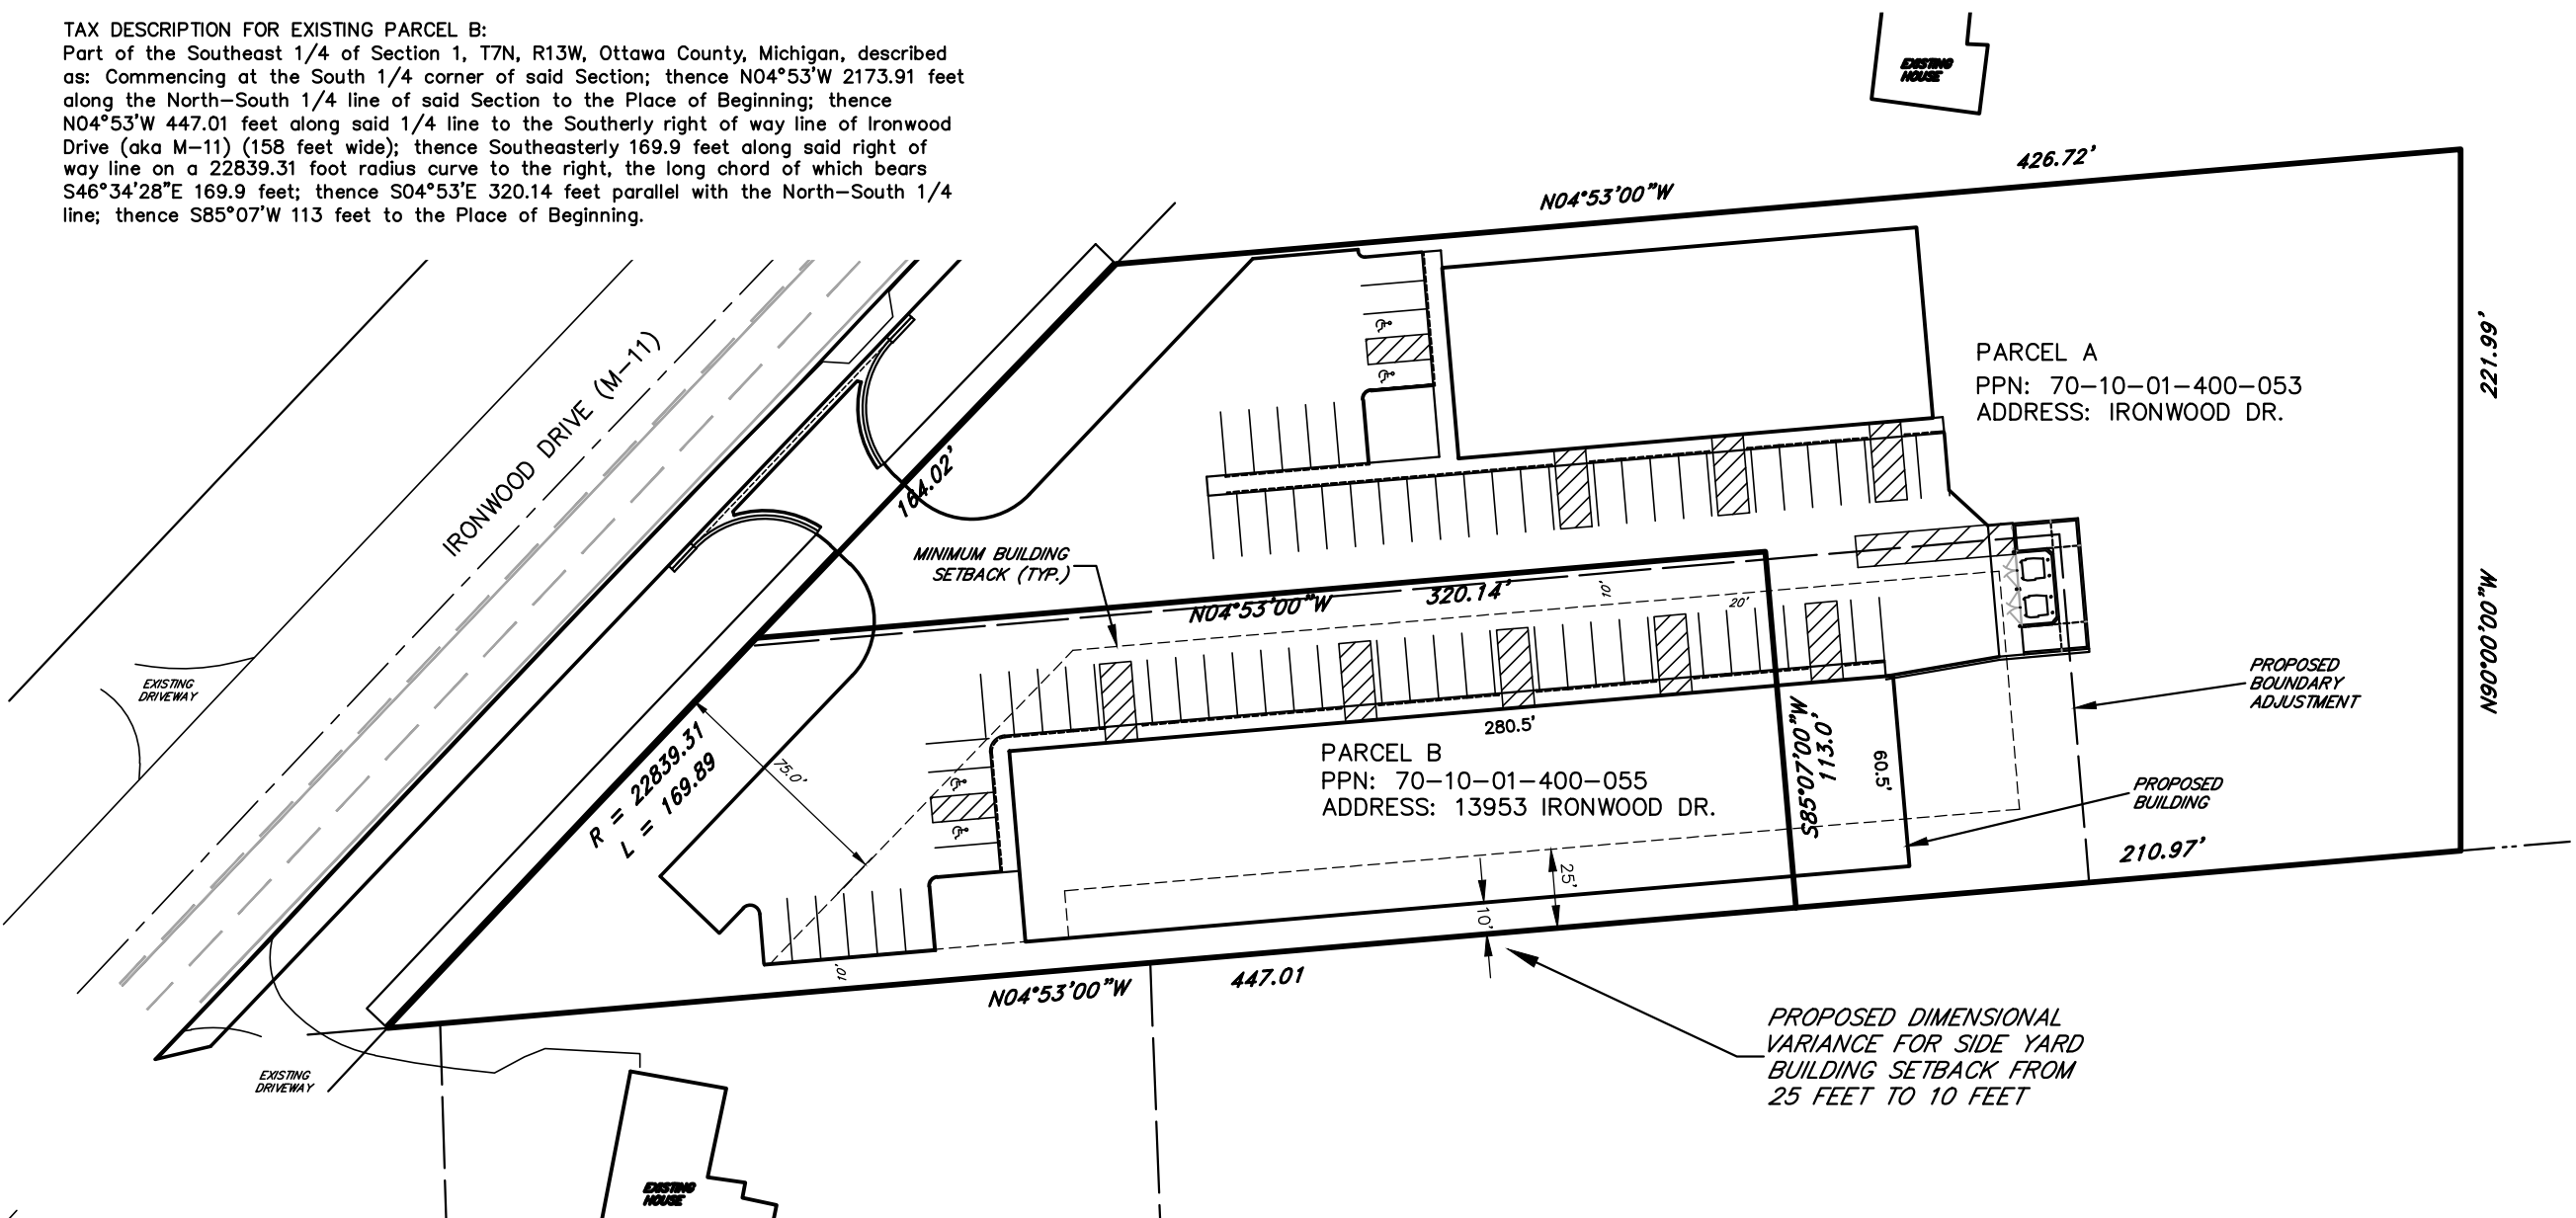 TAX DESCRIPTION FOR EXISTING PARCEL B:
Part of the Southeast 1/4 of Section 1, T7N, R13W, Ottawa County, Michigan, described
as: Commencing at the South 1/4 corner of said Section; thence N04°53'W 2173.91 feet
along the North-South 1/4 line of said Section to the Place of Beginning; thence
N04°53'W 447.01 feet along said 1/4 line to the Southerly right of way line of Ironwood
Drive (aka M-11) (158 feet wide); thence Southeasterly 169.9 feet along said right of
way line on a 22839.31 foot radius curve to the right, the long chord of which bears
S46°34'28"E 169.9 feet; thence S04°53'E 320.14 feet parallel with the North-South 1/4
line; thence S85°07'W 113 feet to the Place of Beginning.
EXISTING
HOUSE
426.72'
N04°53'00"W
IRONWOOD DRIVE (M-11)
164.02'
PARCEL A
PPN: 70-10-01-400-053
ADDRESS: IRONWOOD DR.
221.99'
N90°00'00"W
MINIMUM BUILDING
SETBACK (TYP.)
N04°53'00"W
320.14'
10'
20'
EXISTING
DRIVEWAY
PROPOSED
BOUNDARY
ADJUSTMENT
R = 22839.31
L = 169.89
75.0'
280.5'
PARCEL B
PPN: 70-10-01-400-055
ADDRESS: 13953 IRONWOOD DR.
S85°07'00"W
113.0'
60.5'
PROPOSED
BUILDING
210.97'
25'
10'
10'
N04°53'00"W
447.01
PROPOSED DIMENSIONAL
VARIANCE FOR SIDE YARD
BUILDING SETBACK FROM
25 FEET TO 10 FEET
EXISTING
DRIVEWAY
EXISTING
HOUSE